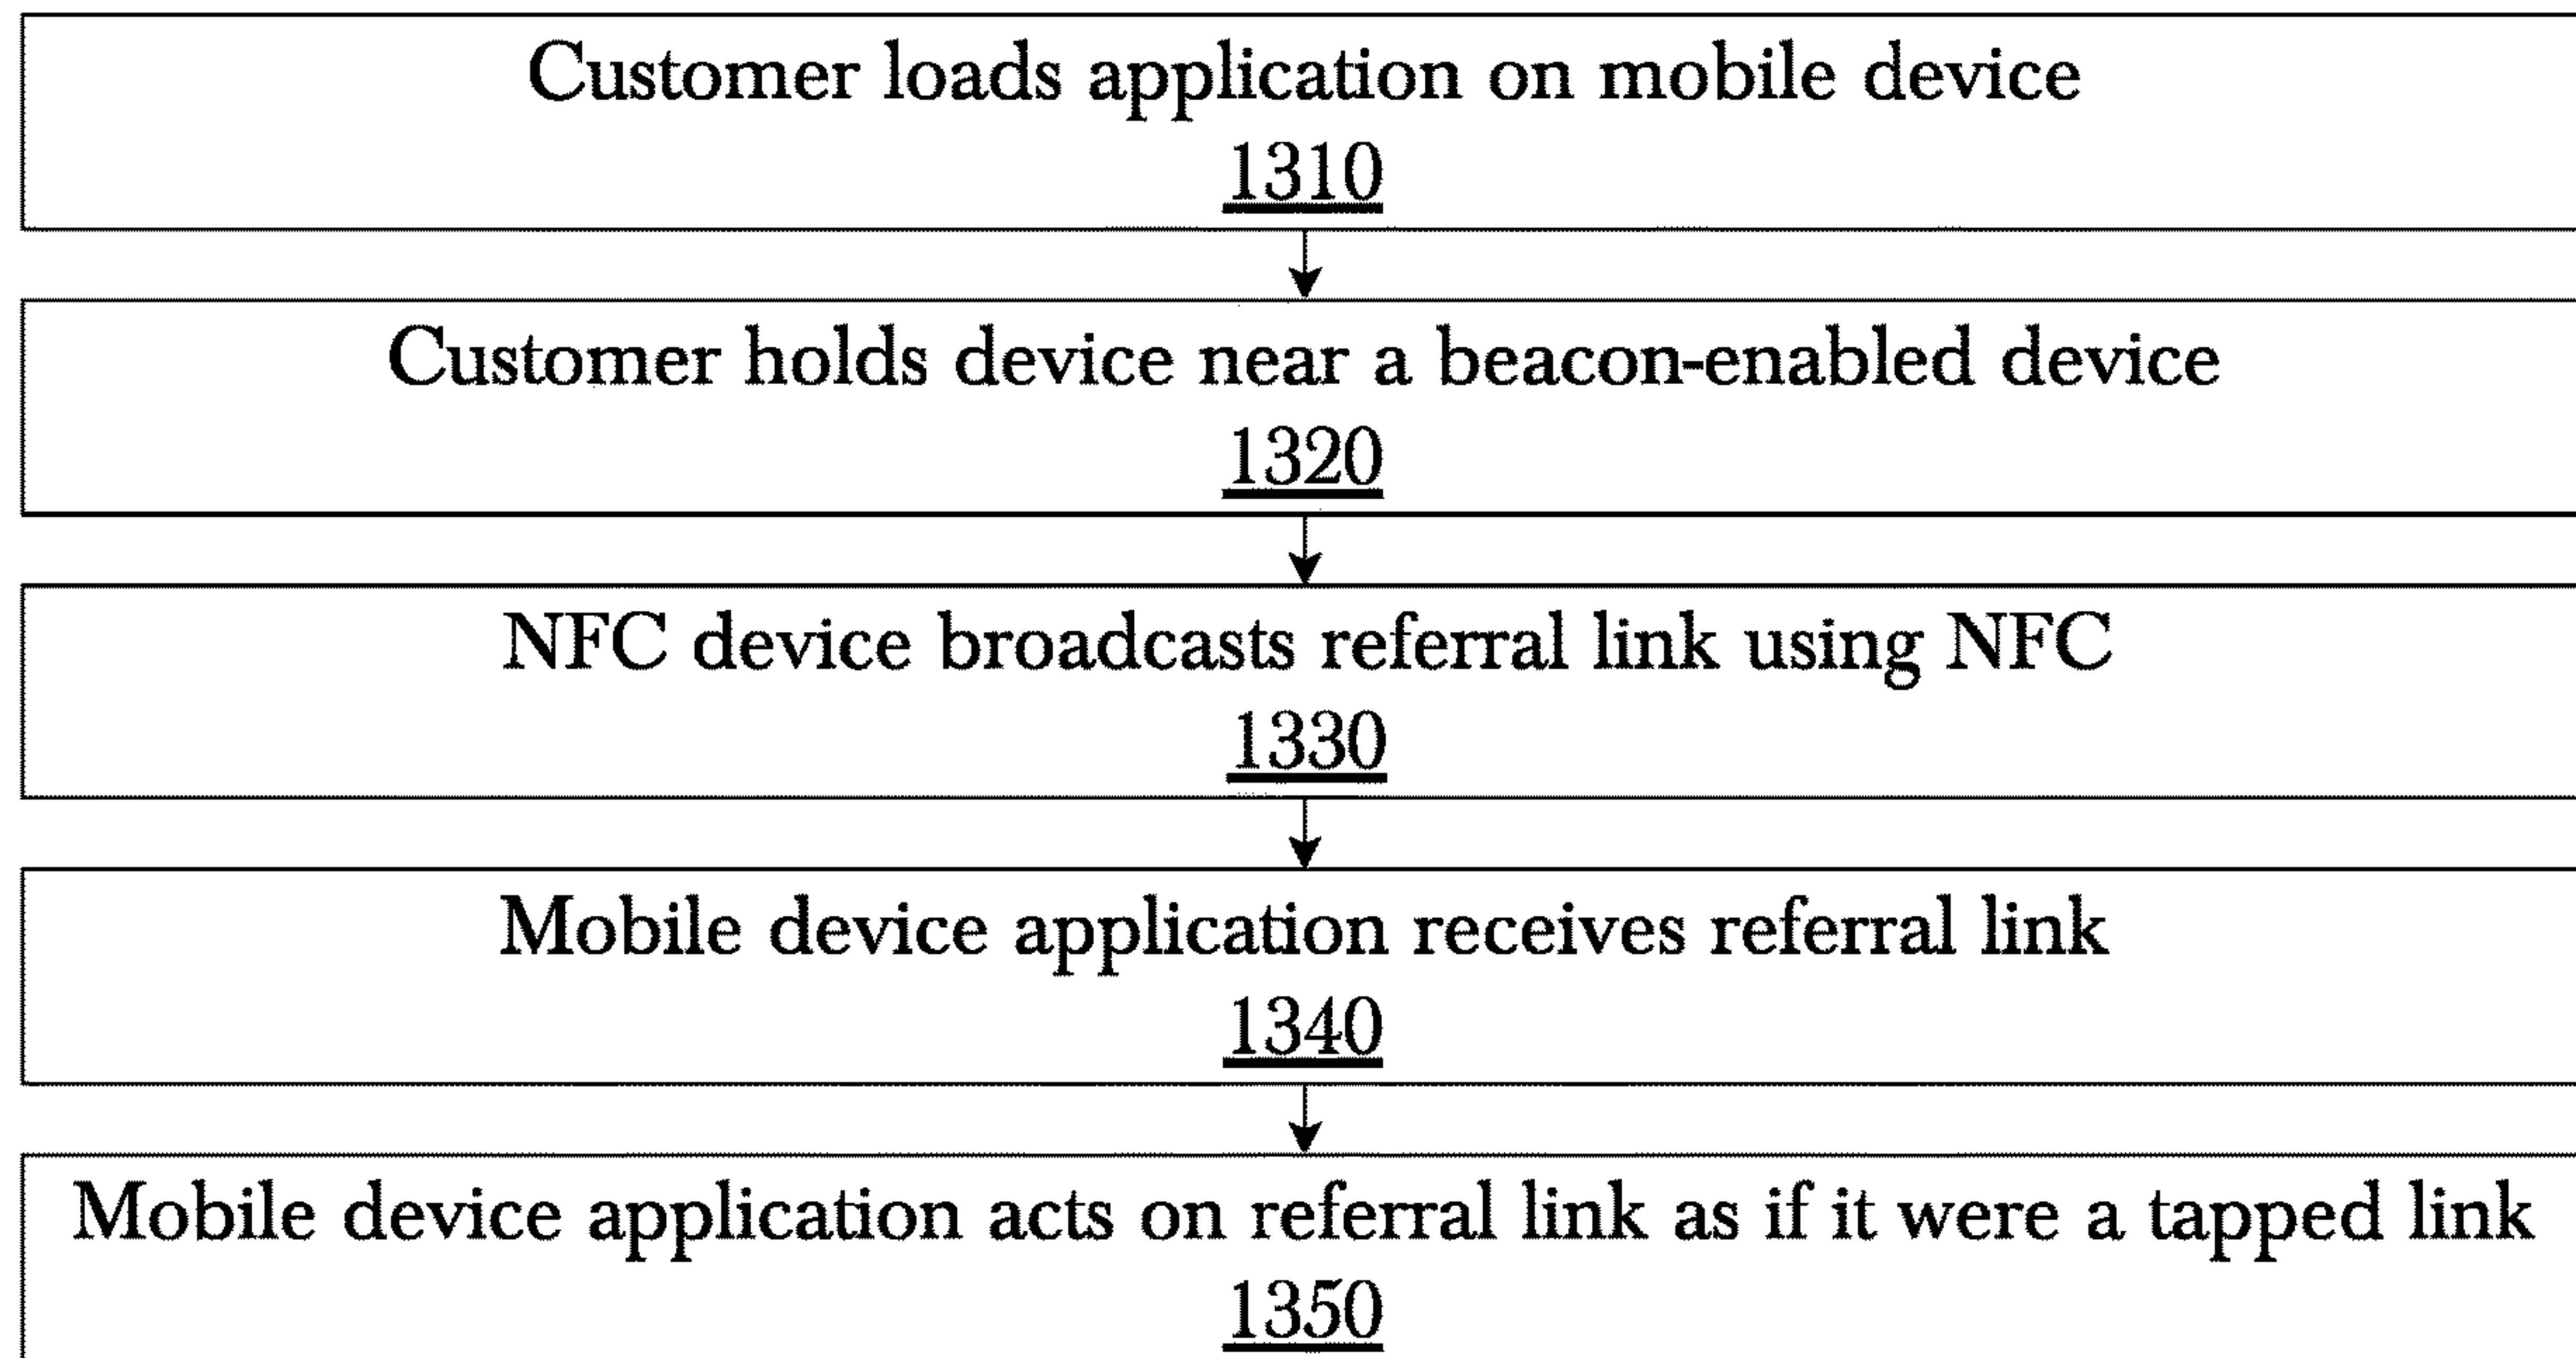 Customer loads application on mobile device
1310
Customer holds device near a beacon-enabled device
1320
NFC device broadcasts referral link using NFC
1330
Mobile device application receives referral link
1340
Mobile device application acts on referral link as if it were a tapped link
1350